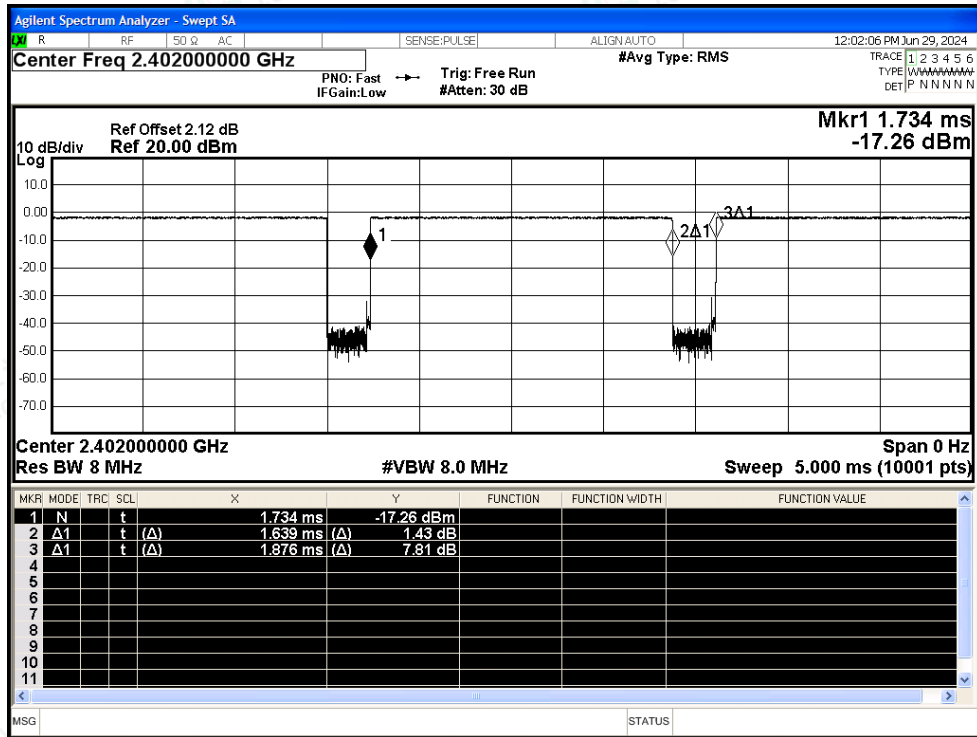 Agilent Spectrum Analyzer - Swept SA
LXI R RF 50 Ω AC SENSE:PULSE ALIGN AUTO 12:02:06 PM Jun 29, 2024
Center Freq 2.402000000 GHz
PNO: Fast
IFGain:Low
Trig: Free Run
#Atten: 30 dB
#Avg Type: RMS
TRACE 1 2 3 4 5 6
TYPE WWWWWW
DET P N N N N N
Mkr1 1.734 ms
-17.26 dBm
Ref Offset 2.12 dB
10 dB/div Ref 20.00 dBm
Log
10.0
0.00
-10.0
-20.0
-30.0
-40.0
-50.0
-60.0
-70.0
1
2Δ1
3Δ1
Center 2.402000000 GHz Span 0 Hz
Res BW 8 MHz #VBW 8.0 MHz Sweep 5.000 ms (10001 pts)
MKR MODE TRC SCL X Y FUNCTION FUNCTION WIDTH FUNCTION VALUE
1 N t 1.734 ms -17.26 dBm
2 Δ1 t (Δ) 1.639 ms (Δ) 1.43 dB
3 Δ1 t (Δ) 1.876 ms (Δ) 7.81 dB
4
5
6
7
8
9
10
11
MSG STATUS